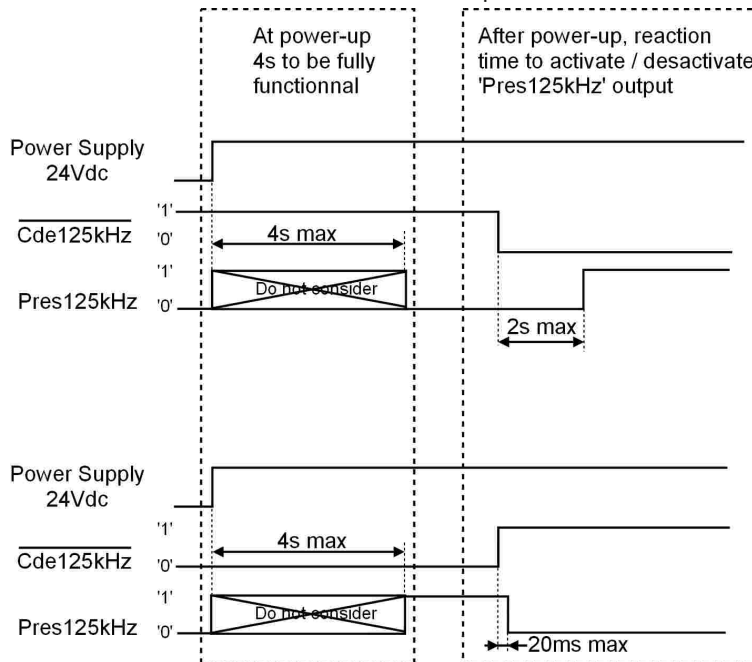 At power-up
4s to be fully
functionnal
After power-up, reaction
time to activate / desactivate
'Pres125kHz' output
Power Supply
24Vdc
'1'
Cde125kHz
'0'
4s max
'1'
Pres125kHz
'0'
Do not consider
2s max
Power Supply
24Vdc
'1'
Cde125kHz
'0'
4s max
'1'
Pres125kHz
'0'
Do not consider
20ms max